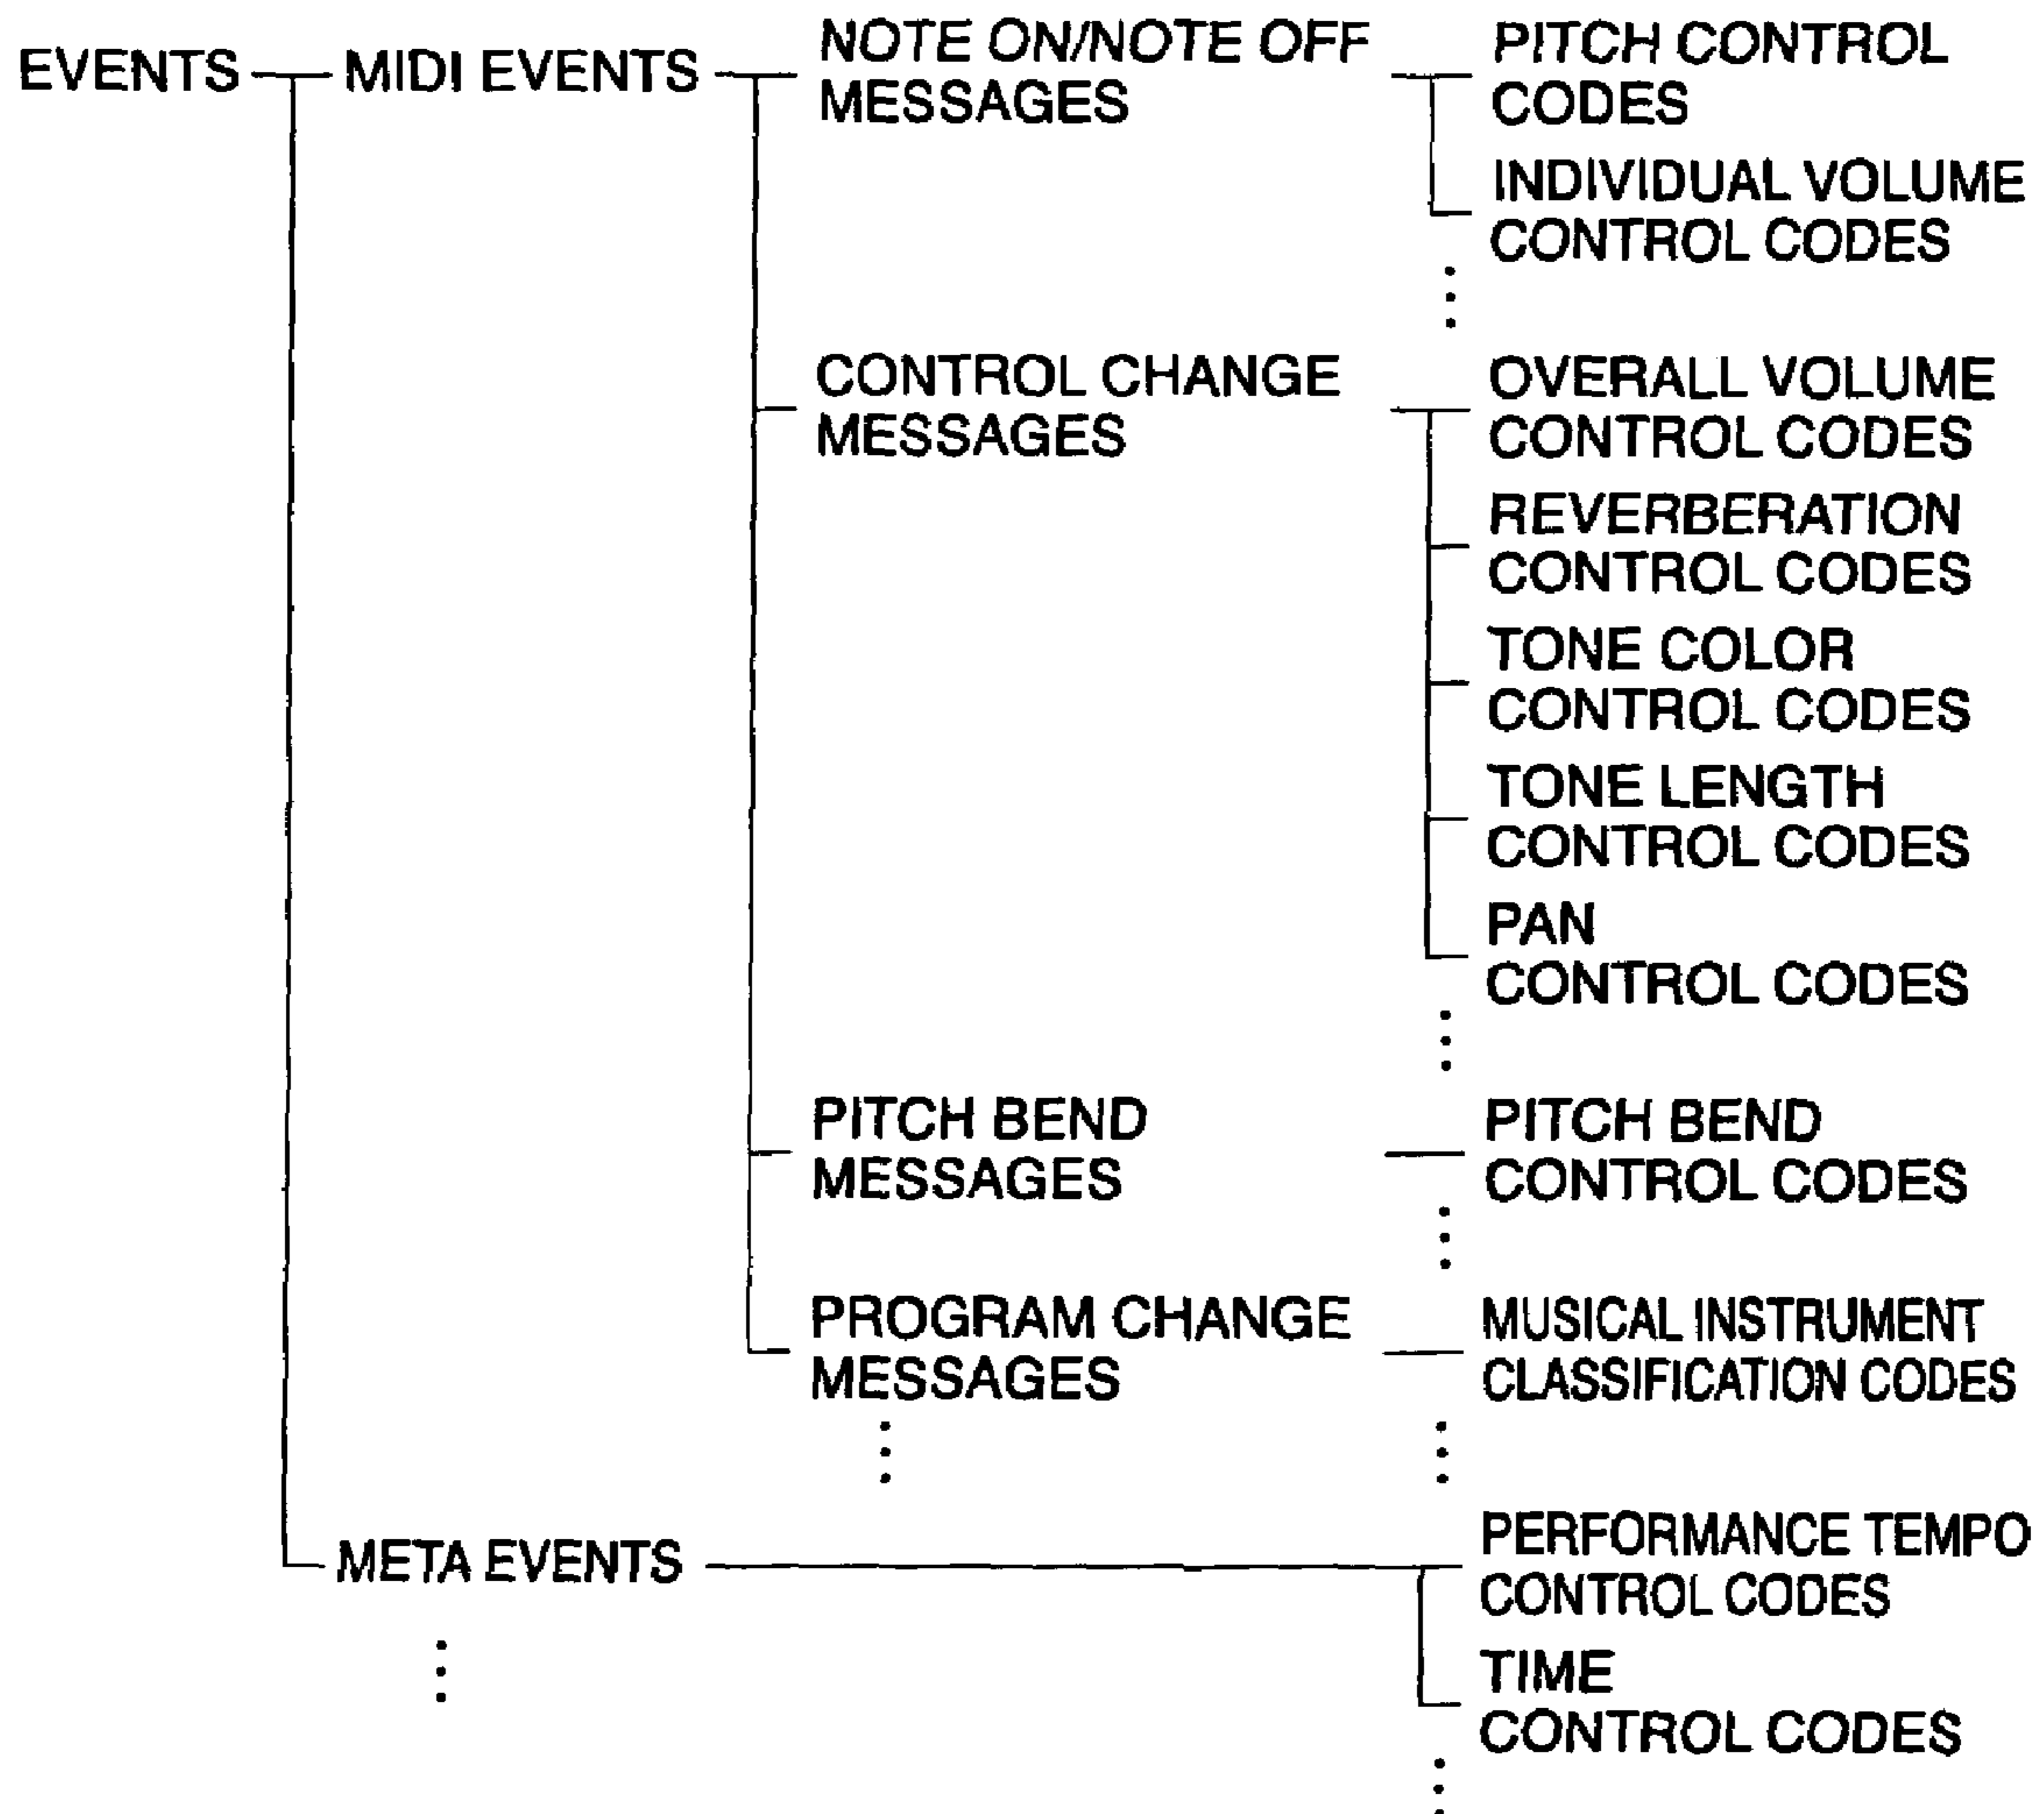 EVENTS
MIDI EVENTS
NOTE ON/NOTE OFF
MESSAGES
PITCH CONTROL
CODES
INDIVIDUAL VOLUME
CONTROL CODES
CONTROL CHANGE
MESSAGES
OVERALL VOLUME
CONTROL CODES
REVERBERATION
CONTROL CODES
TONE COLOR
CONTROL CODES
TONE LENGTH
CONTROL CODES
PAN
CONTROL CODES
PITCH BEND
MESSAGES
PITCH BEND
CONTROL CODES
PROGRAM CHANGE
MESSAGES
MUSICAL INSTRUMENT
CLASSIFICATION CODES
META EVENTS
PERFORMANCE TEMPO
CONTROL CODES
TIME
CONTROL CODES